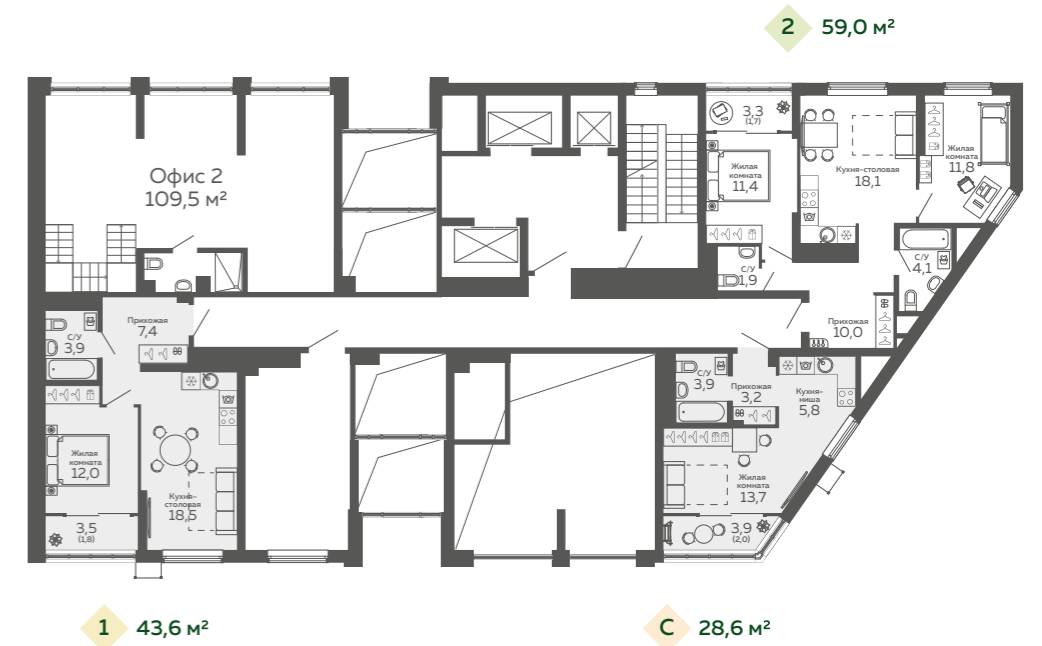 2 59,0 м²
Офис 2
109,5 м²
3,3
(1,7)
Жилая
комната
11,4
Кухня-столовая
18,1
Жилая
комната
11,8
С/У
1,9
С/У
4,1
Прихожая
10,0
Прихожая
7,4
С/У
3,9
Жилая
комната
12,0
Кухня-
столовая
18,5
3,5
(1,8)
С/У
3,9
Прихожая
3,2
Кухня-
ниша
5,8
Жилая
комната
13,7
3,9
(2,0)
1 43,6 м²
С 28,6 м²